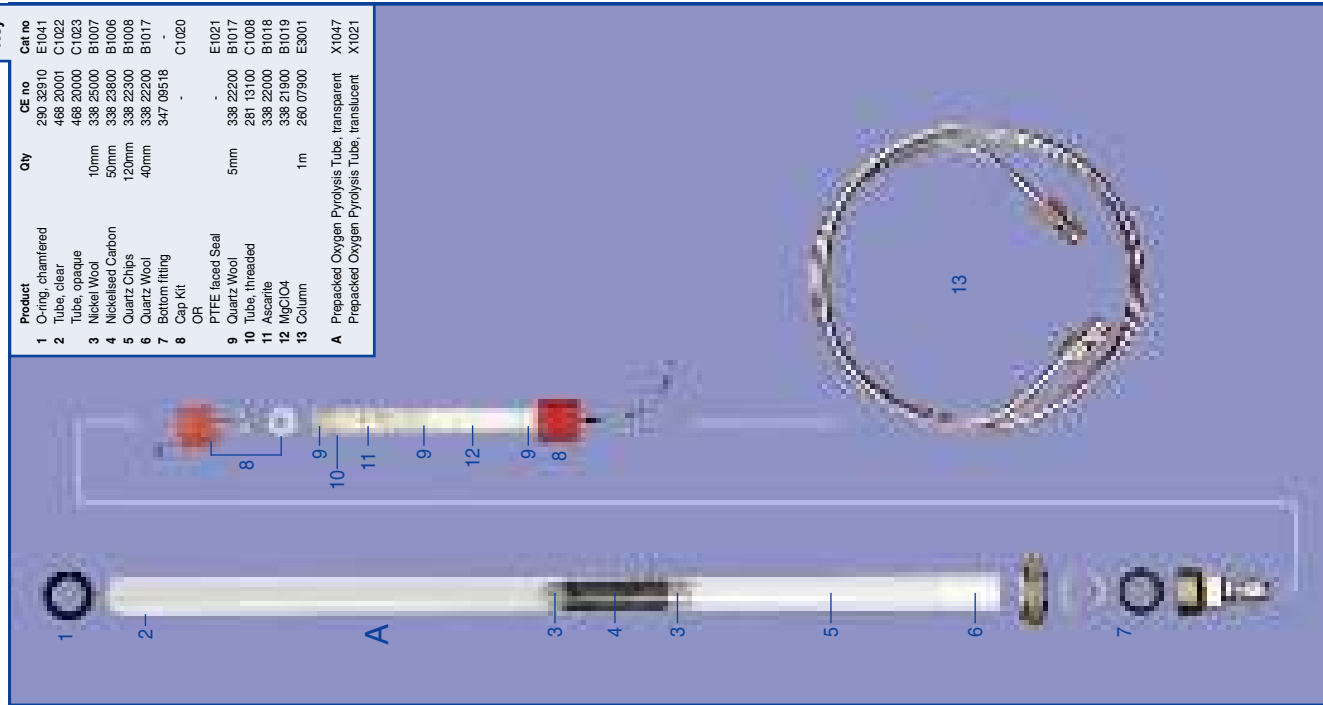 Product Qty CE no Cat no
1 O-ring, chamfered 290 32910 E1041
2 Tube, clear 468 20001 C1022
Tube, opaque 468 20000 C1023
3 Nickel Wool 10mm 338 25000 B1007
4 Nickelised Carbon 50mm 338 23800 B1006
5 Quartz Chips 120mm 338 22300 B1008
6 Quartz Wool 40mm 338 22200 B1017
7 Bottom fitting 347 09518 -
8 Cap Kit - C1020
OR
PTFE faced Seal - E1021
9 Quartz Wool 5mm 338 22200 B1017
10 Tube, threaded 281 13100 C1008
11 Ascarite 338 22000 B1018
12 MgClO4 338 21900 B1019
13 Column 1m 260 07900 E3001
A Prepacked Oxygen Pyrolysis Tube, transparent X1047
Prepacked Oxygen Pyrolysis Tube, translucent X1021
8
9
10
11
9
12
9
8
13
1
2
A
3
4
3
5
6
7